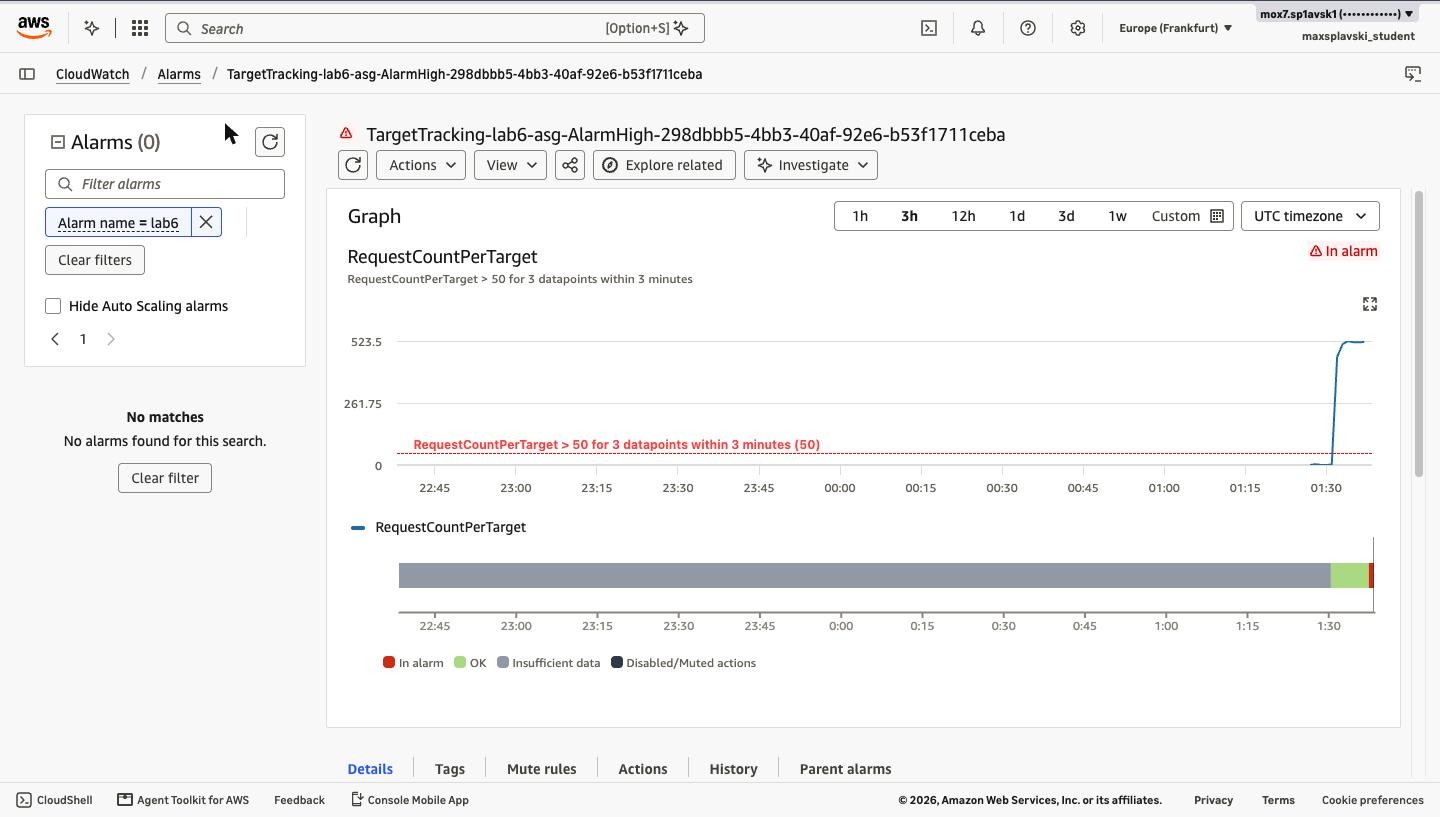 aws
Search
[Option+S]
Europe (Frankfurt)
mox7.sp1avsk1 (••••••••••••)
maxsplavski_student
CloudWatch / Alarms / TargetTracking-lab6-asg-AlarmHigh-298dbbb5-4bb3-40af-92e6-b53f1711ceba
Alarms (0)
Filter alarms
Alarm name = lab6
Clear filters
Hide Auto Scaling alarms
1
No matches
No alarms found for this search.
Clear filter
TargetTracking-lab6-asg-AlarmHigh-298dbbb5-4bb3-40af-92e6-b53f1711ceba
Actions View Explore related Investigate
Graph
1h 3h 12h 1d 3d 1w Custom UTC timezone
RequestCountPerTarget
In alarm
RequestCountPerTarget > 50 for 3 datapoints within 3 minutes
523.5
261.75
RequestCountPerTarget > 50 for 3 datapoints within 3 minutes (50)
0
22:45 23:00 23:15 23:30 23:45 00:00 00:15 00:30 00:45 01:00 01:15 01:30
RequestCountPerTarget
22:45 23:00 23:15 23:30 23:45 0:00 0:15 0:30 0:45 1:00 1:15 1:30
In alarm OK Insufficient data Disabled/Muted actions
Details Tags Mute rules Actions History Parent alarms
CloudShell Agent Toolkit for AWS Feedback Console Mobile App
© 2026, Amazon Web Services, Inc. or its affiliates. Privacy Terms Cookie preferences